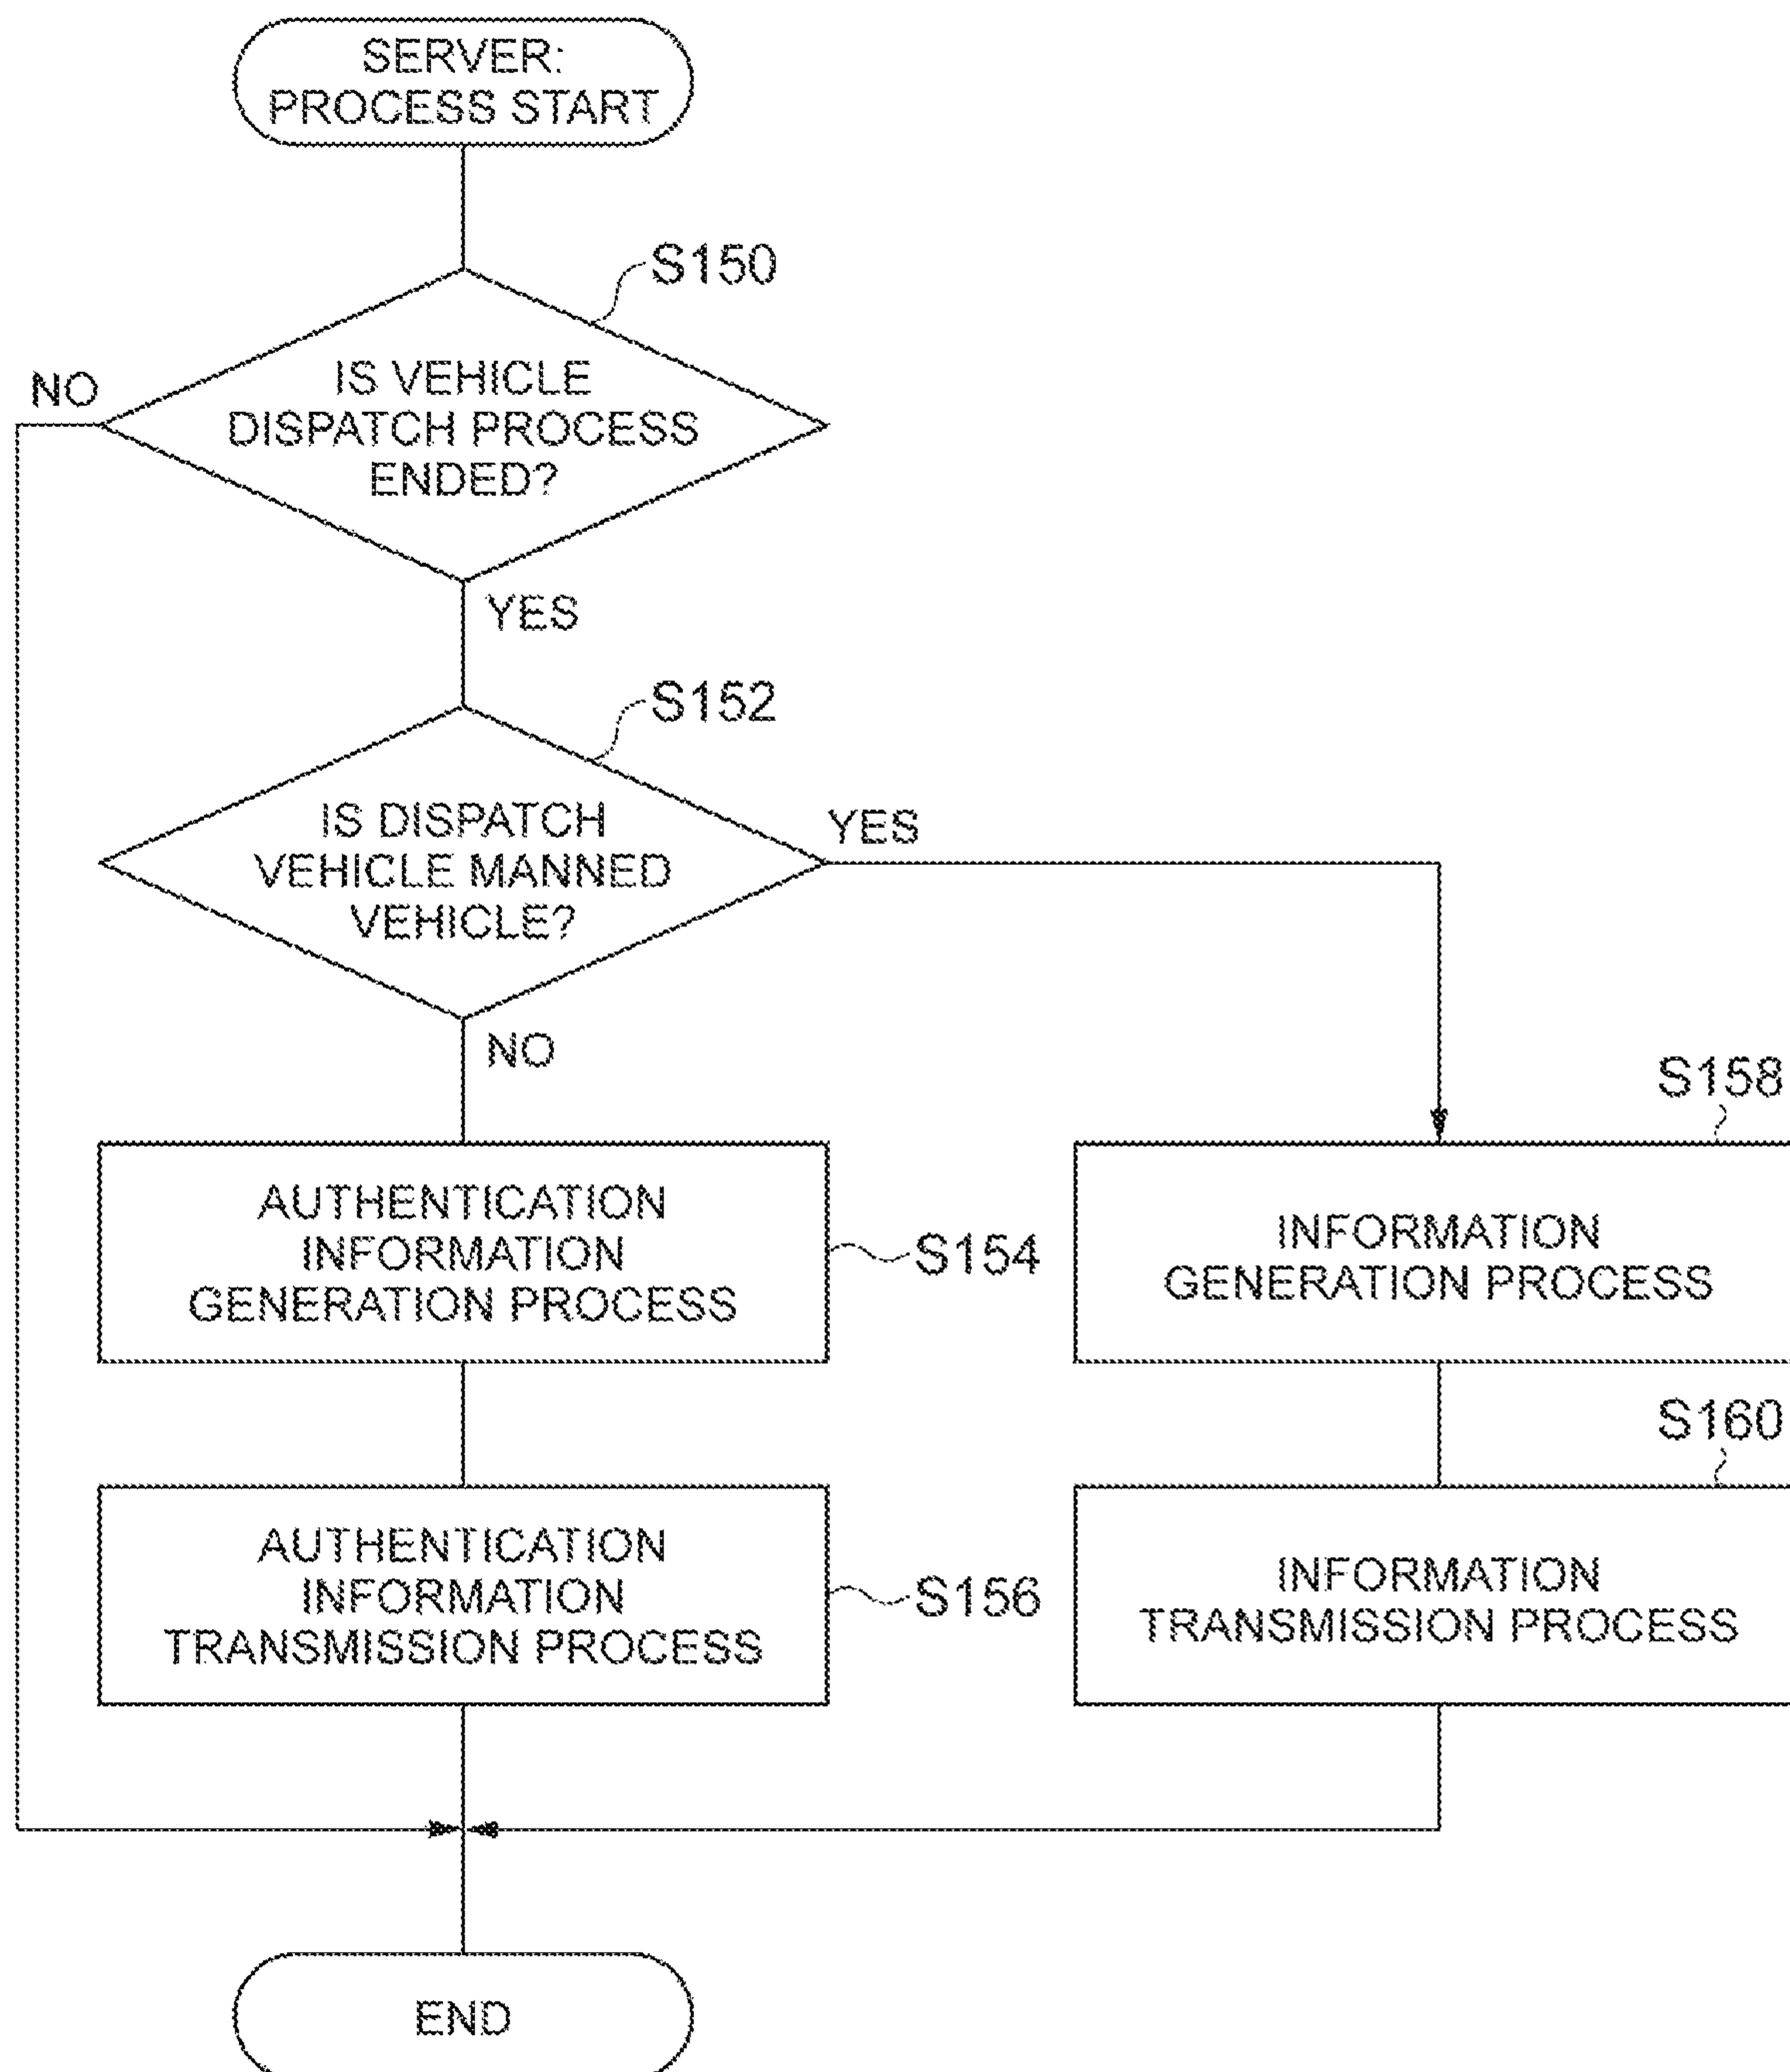 SERVER:
PROCESS START
S150
NO
IS VEHICLE
DISPATCH PROCESS
ENDED?
YES
S152
IS DISPATCH
VEHICLE MANNED
VEHICLE?
YES
NO
S158
AUTHENTICATION
INFORMATION
GENERATION PROCESS
S154
INFORMATION
GENERATION PROCESS
S160
AUTHENTICATION
INFORMATION
TRANSMISSION PROCESS
S156
INFORMATION
TRANSMISSION PROCESS
END